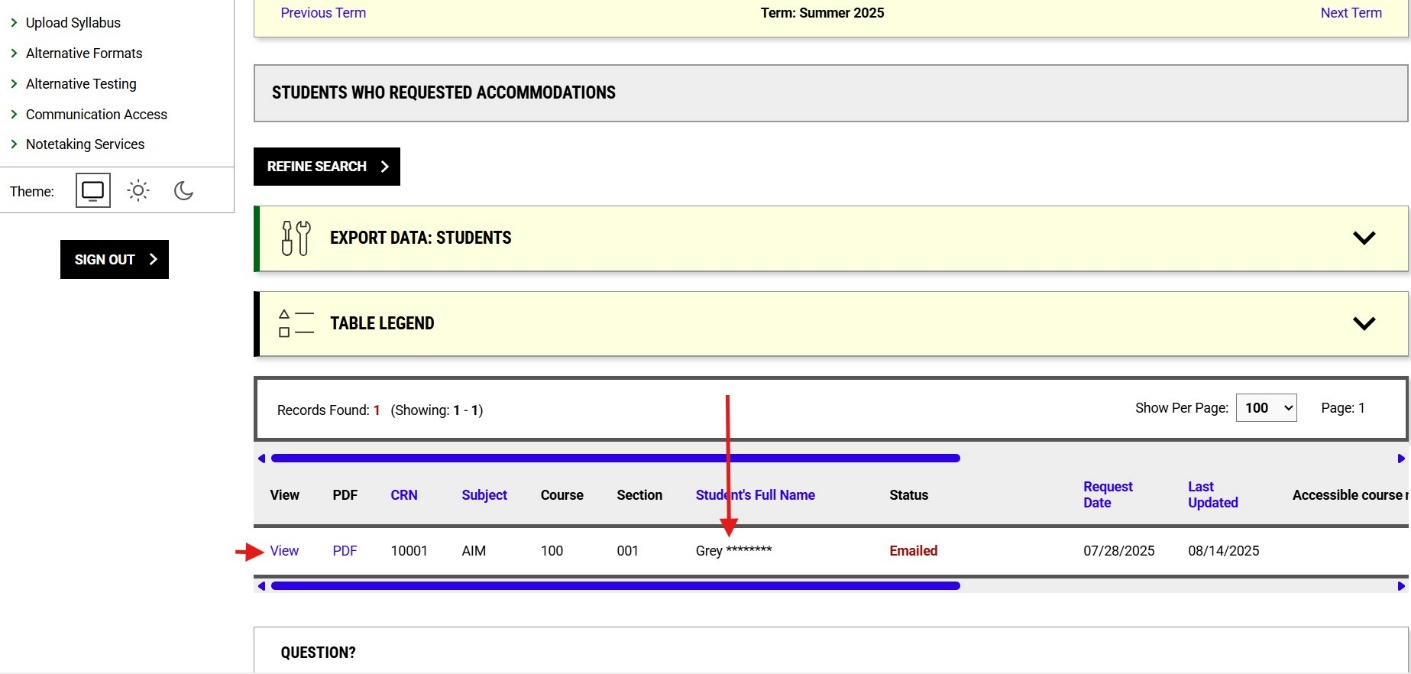 Upload Syllabus
Alternative Formats
Alternative Testing
Communication Access
Notetaking Services
Theme:
SIGN OUT
Previous Term Term: Summer 2025 Next Term
STUDENTS WHO REQUESTED ACCOMMODATIONS
REFINE SEARCH
EXPORT DATA: STUDENTS
TABLE LEGEND
Records Found: 1 (Showing: 1 - 1) Show Per Page: 100 Page: 1
View PDF CRN Subject Course Section Student's Full Name Status Request Date Last Updated Accessible course
View PDF 10001 AIM 100 001 Grey ******** Emailed 07/28/2025 08/14/2025
QUESTION?